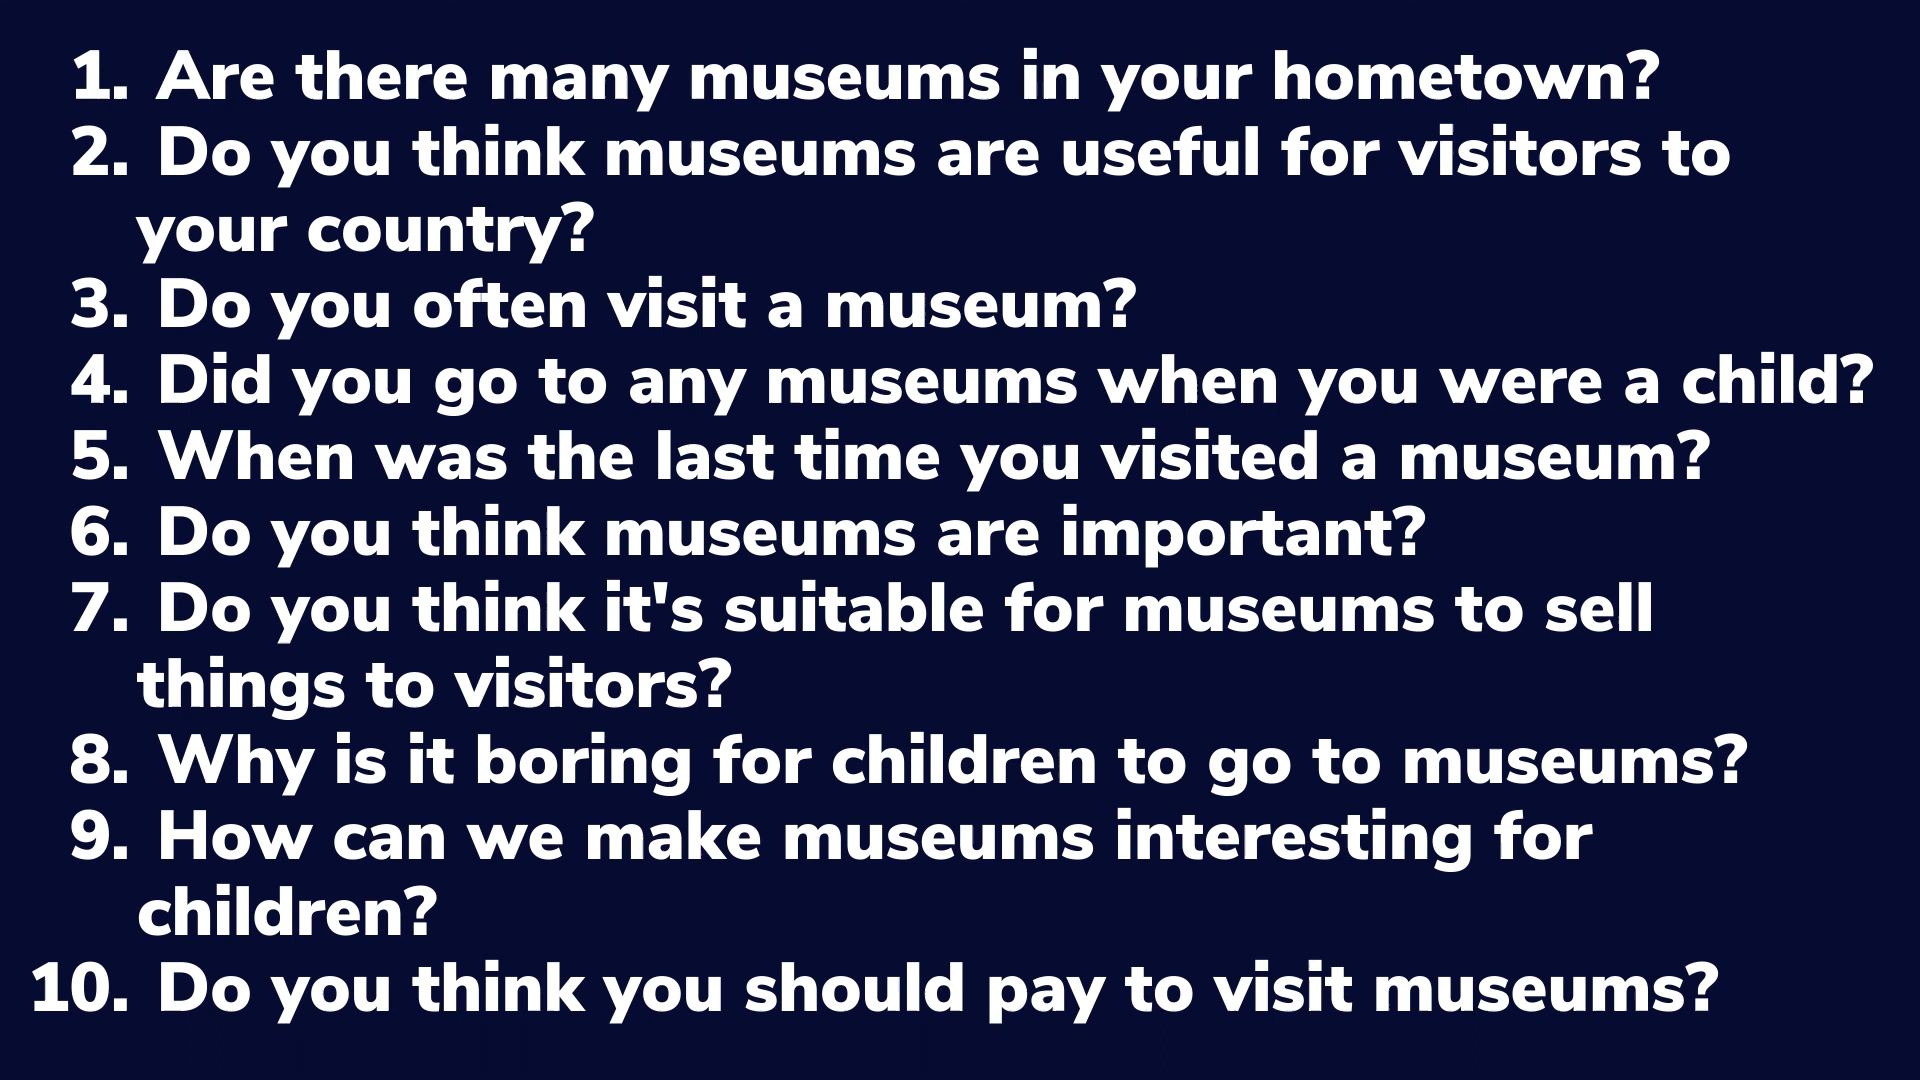 1. Are there many museums in your hometown?
2. Do you think museums are useful for visitors to
your country?
3. Do you often visit a museum?
4. Did you go to any museums when you were a child?
5. When was the last time you visited a museum?
6. Do you think museums are important?
7. Do you think it's suitable for museums to sell
things to visitors?
8. Why is it boring for children to go to museums?
9. How can we make museums interesting for
children?
10. Do you think you should pay to visit museums?